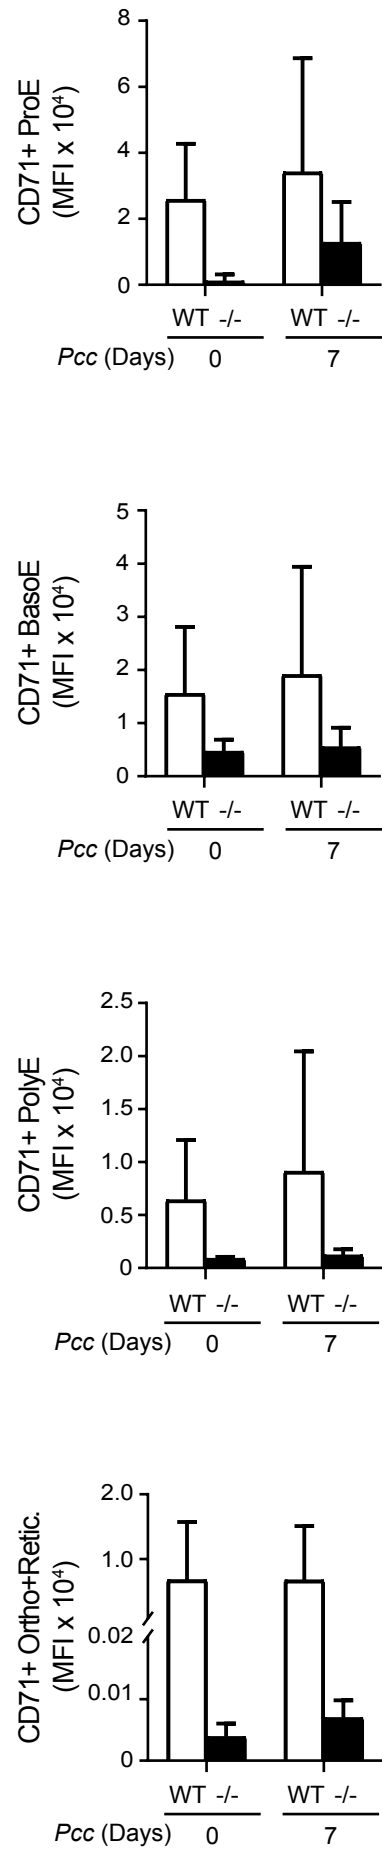 CD71+ ProE
(MFI x 10⁴)
8
6
4
2
0
WT -/- WT -/-
Pcc (Days) 0 7
CD71+ BasoE
(MFI x 10⁴)
5
4
3
2
1
0
WT -/- WT -/-
Pcc (Days) 0 7
CD71+ PolyE
(MFI x 10⁴)
2.5
2.0
1.5
1.0
0.5
0
WT -/- WT -/-
Pcc (Days) 0 7
CD71+ Ortho+Retic.
(MFI x 10⁴)
2.0
1.0
0.02
0.01
0
WT -/- WT -/-
Pcc (Days) 0 7